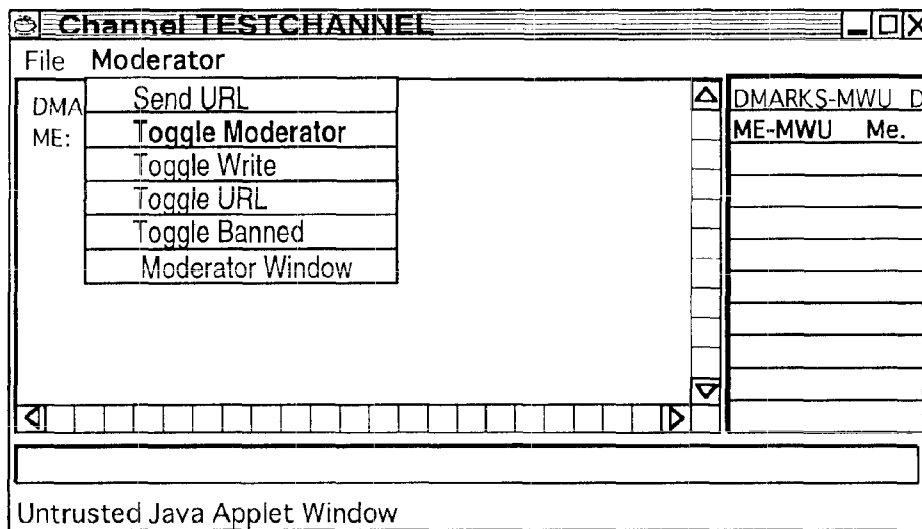 Channel TESTCHANNEL
File Moderator
DMA
ME:
Send URL
Toggle Moderator
Toggle Write
Toggle URL
Toggle Banned
Moderator Window
DMARKS-MWU D
ME-MWU Me.
Untrusted Java Applet Window